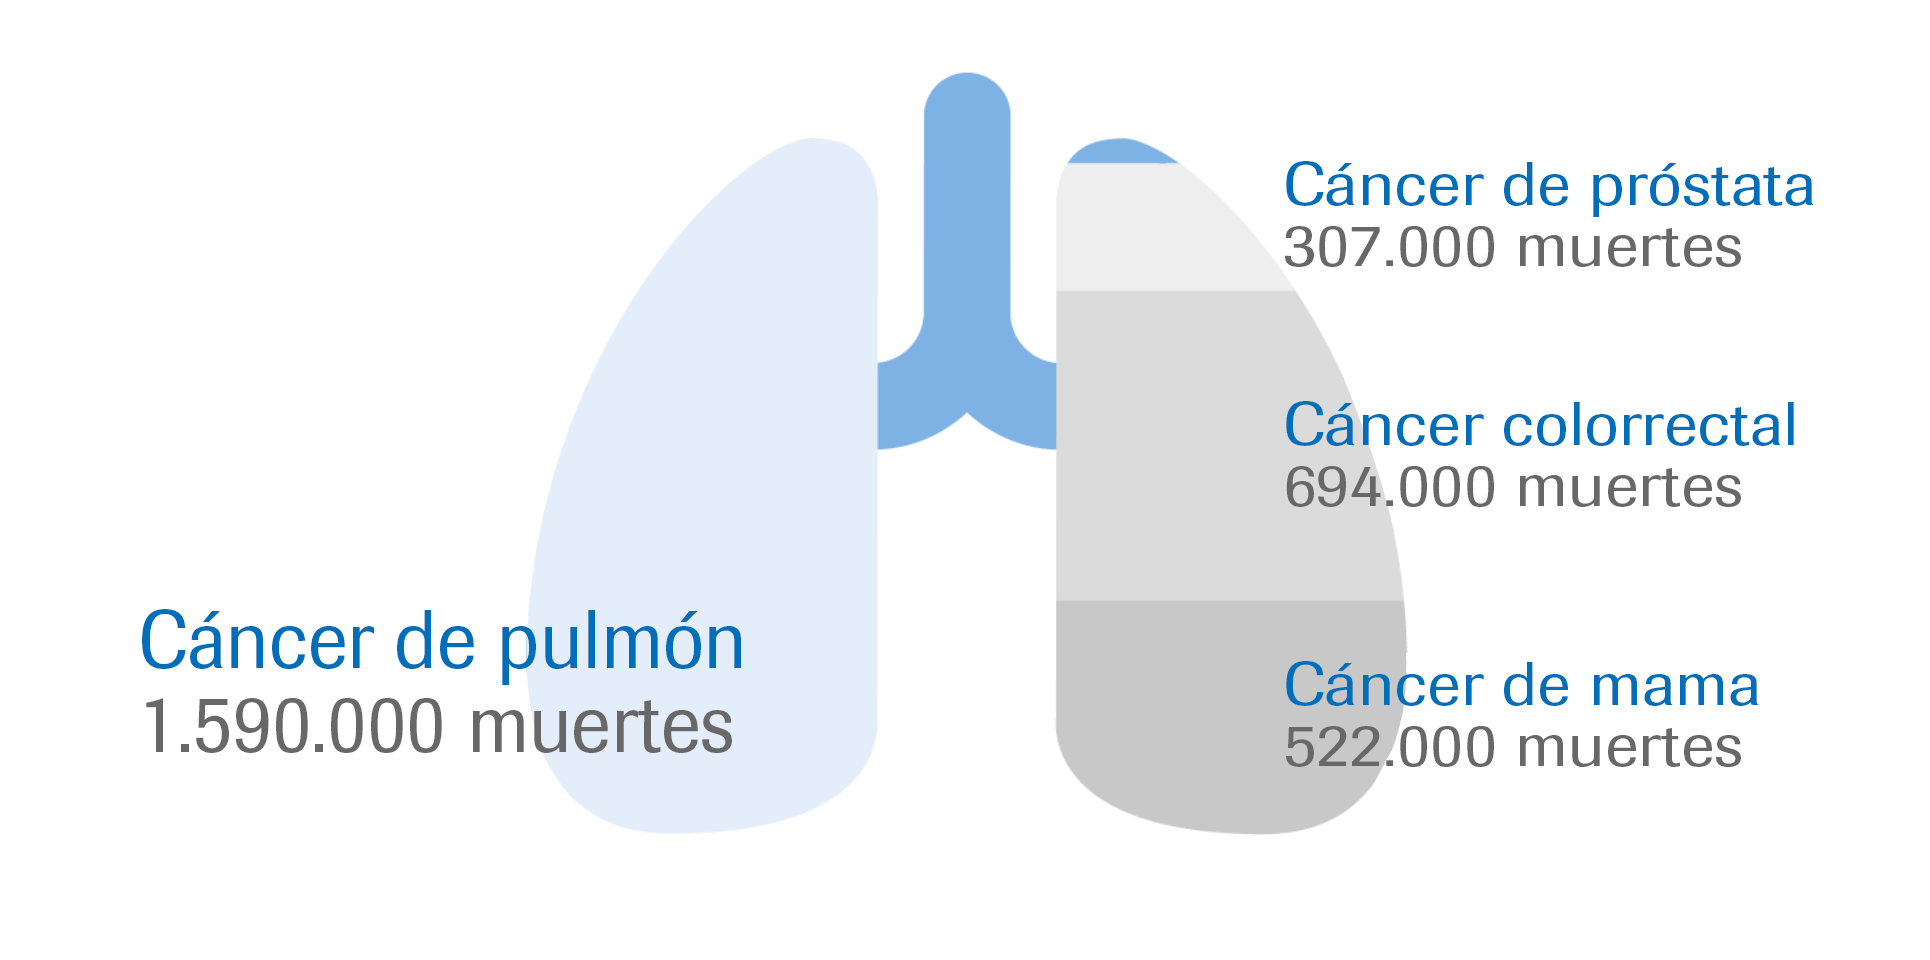 Cáncer de pulmón
1.590.000 muertes
Cáncer de próstata
307.000 muertes
Cáncer colorrectal
694.000 muertes
Cáncer de mama
522.000 muertes